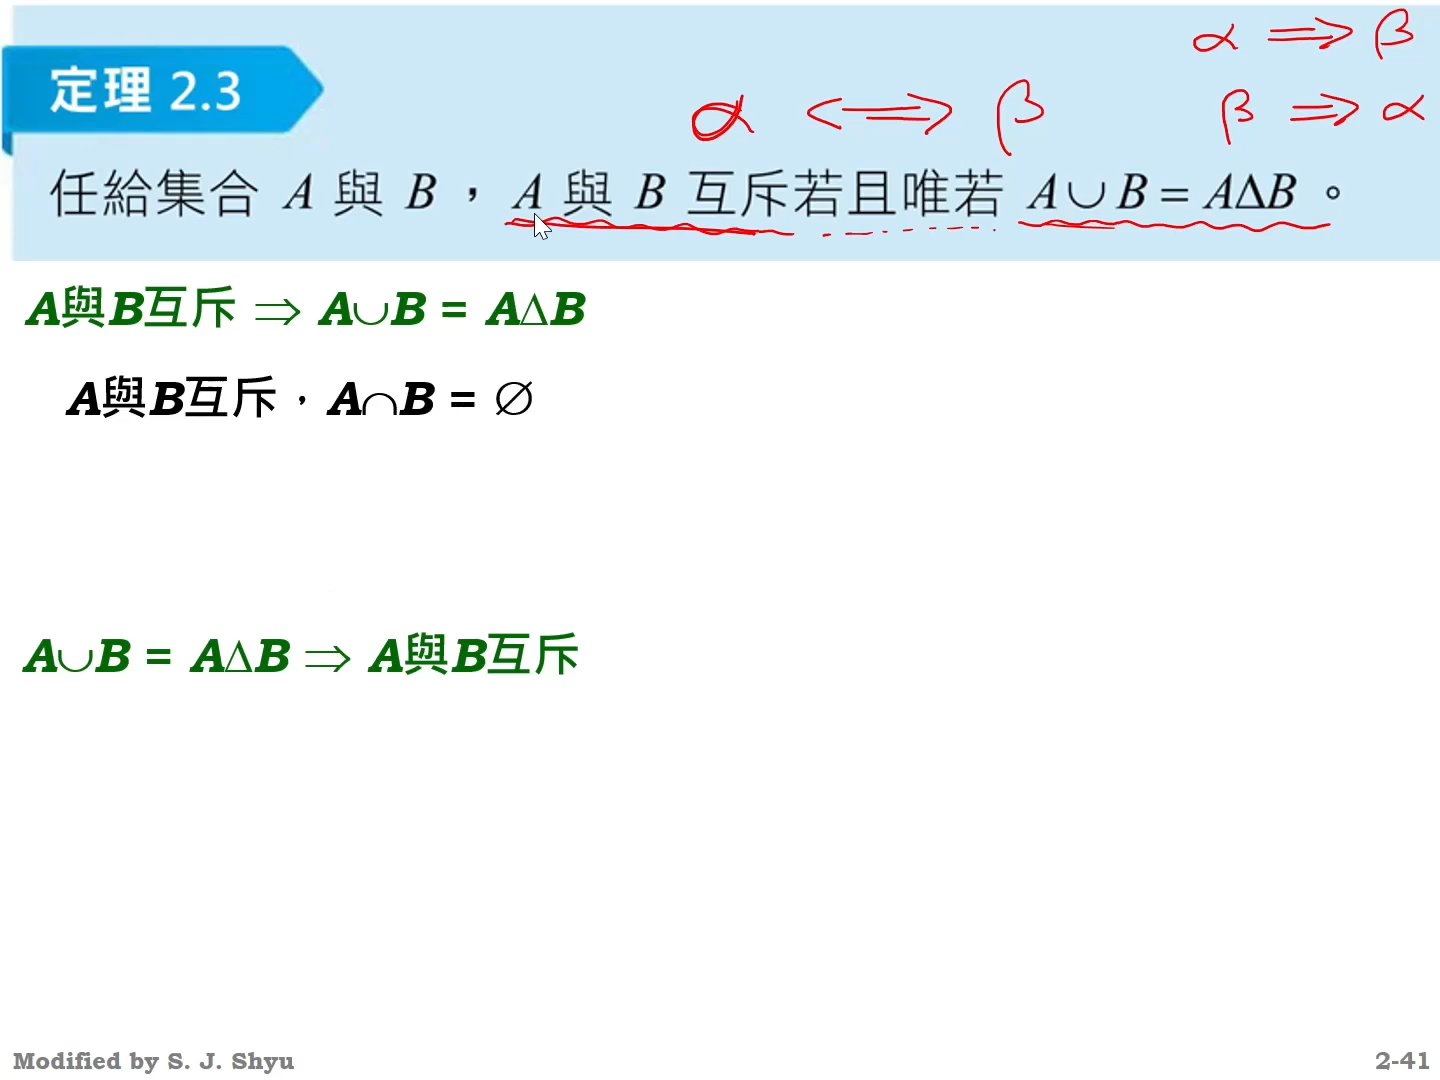 α ⟹ β
定理 2.3
α ⟺ β
β ⟹ α
任給集合 A 與 B，A 與 B 互斥若且唯若 A∪B = AΔB。
A與B互斥 ⇒ A∪B = AΔB
A與B互斥，A∩B = ∅
A∪B = AΔB ⇒ A與B互斥
Modified by S. J. Shyu
2-41